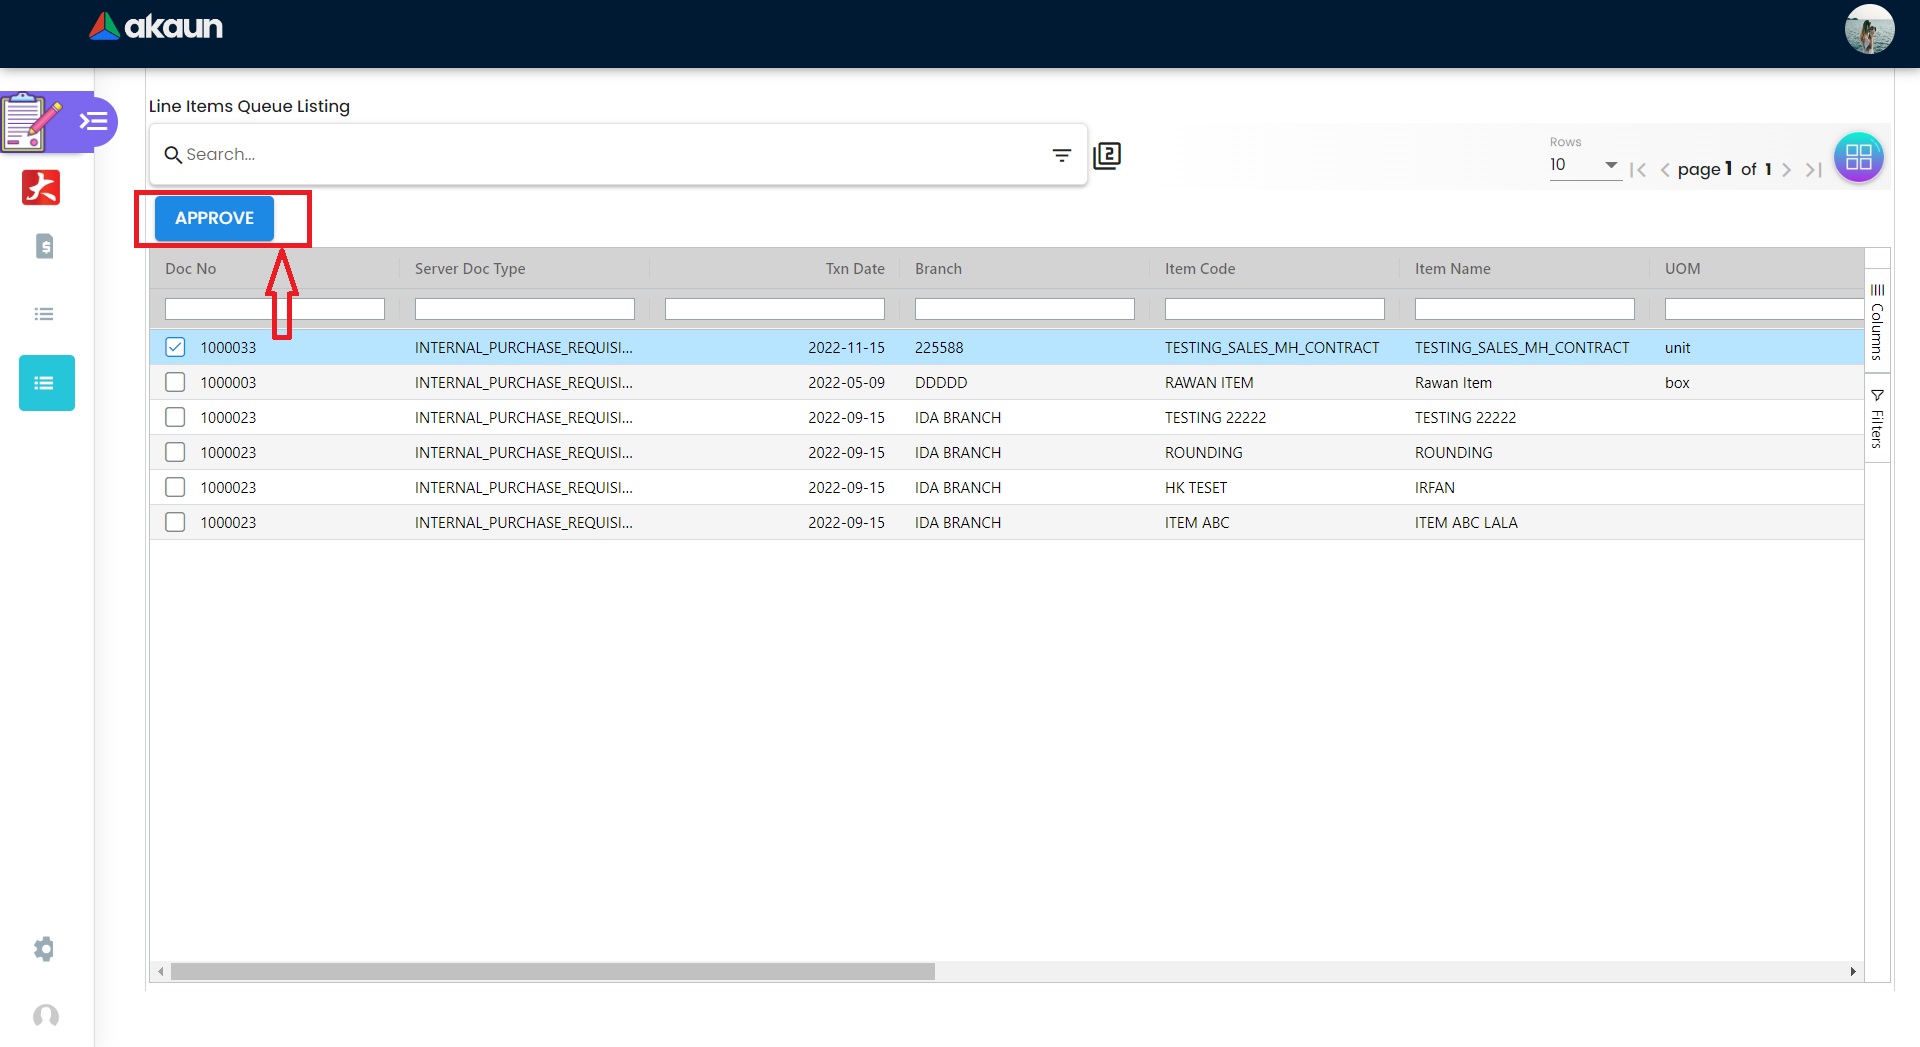 akaun
Line Items Queue Listing
Search...
2
Rows
10
page 1 of 1
大
$
APPROVE
Doc No Server Doc Type Txn Date Branch Item Code Item Name UOM
1000033 INTERNAL_PURCHASE_REQUISI... 2022-11-15 225588 TESTING_SALES_MH_CONTRACT TESTING_SALES_MH_CONTRACT unit
1000003 INTERNAL_PURCHASE_REQUISI... 2022-05-09 DDDDD RAWAN ITEM Rawan Item box
1000023 INTERNAL_PURCHASE_REQUISI... 2022-09-15 IDA BRANCH TESTING 22222 TESTING 22222
1000023 INTERNAL_PURCHASE_REQUISI... 2022-09-15 IDA BRANCH ROUNDING ROUNDING
1000023 INTERNAL_PURCHASE_REQUISI... 2022-09-15 IDA BRANCH HK TESET IRFAN
1000023 INTERNAL_PURCHASE_REQUISI... 2022-09-15 IDA BRANCH ITEM ABC ITEM ABC LALA
Columns
Filters